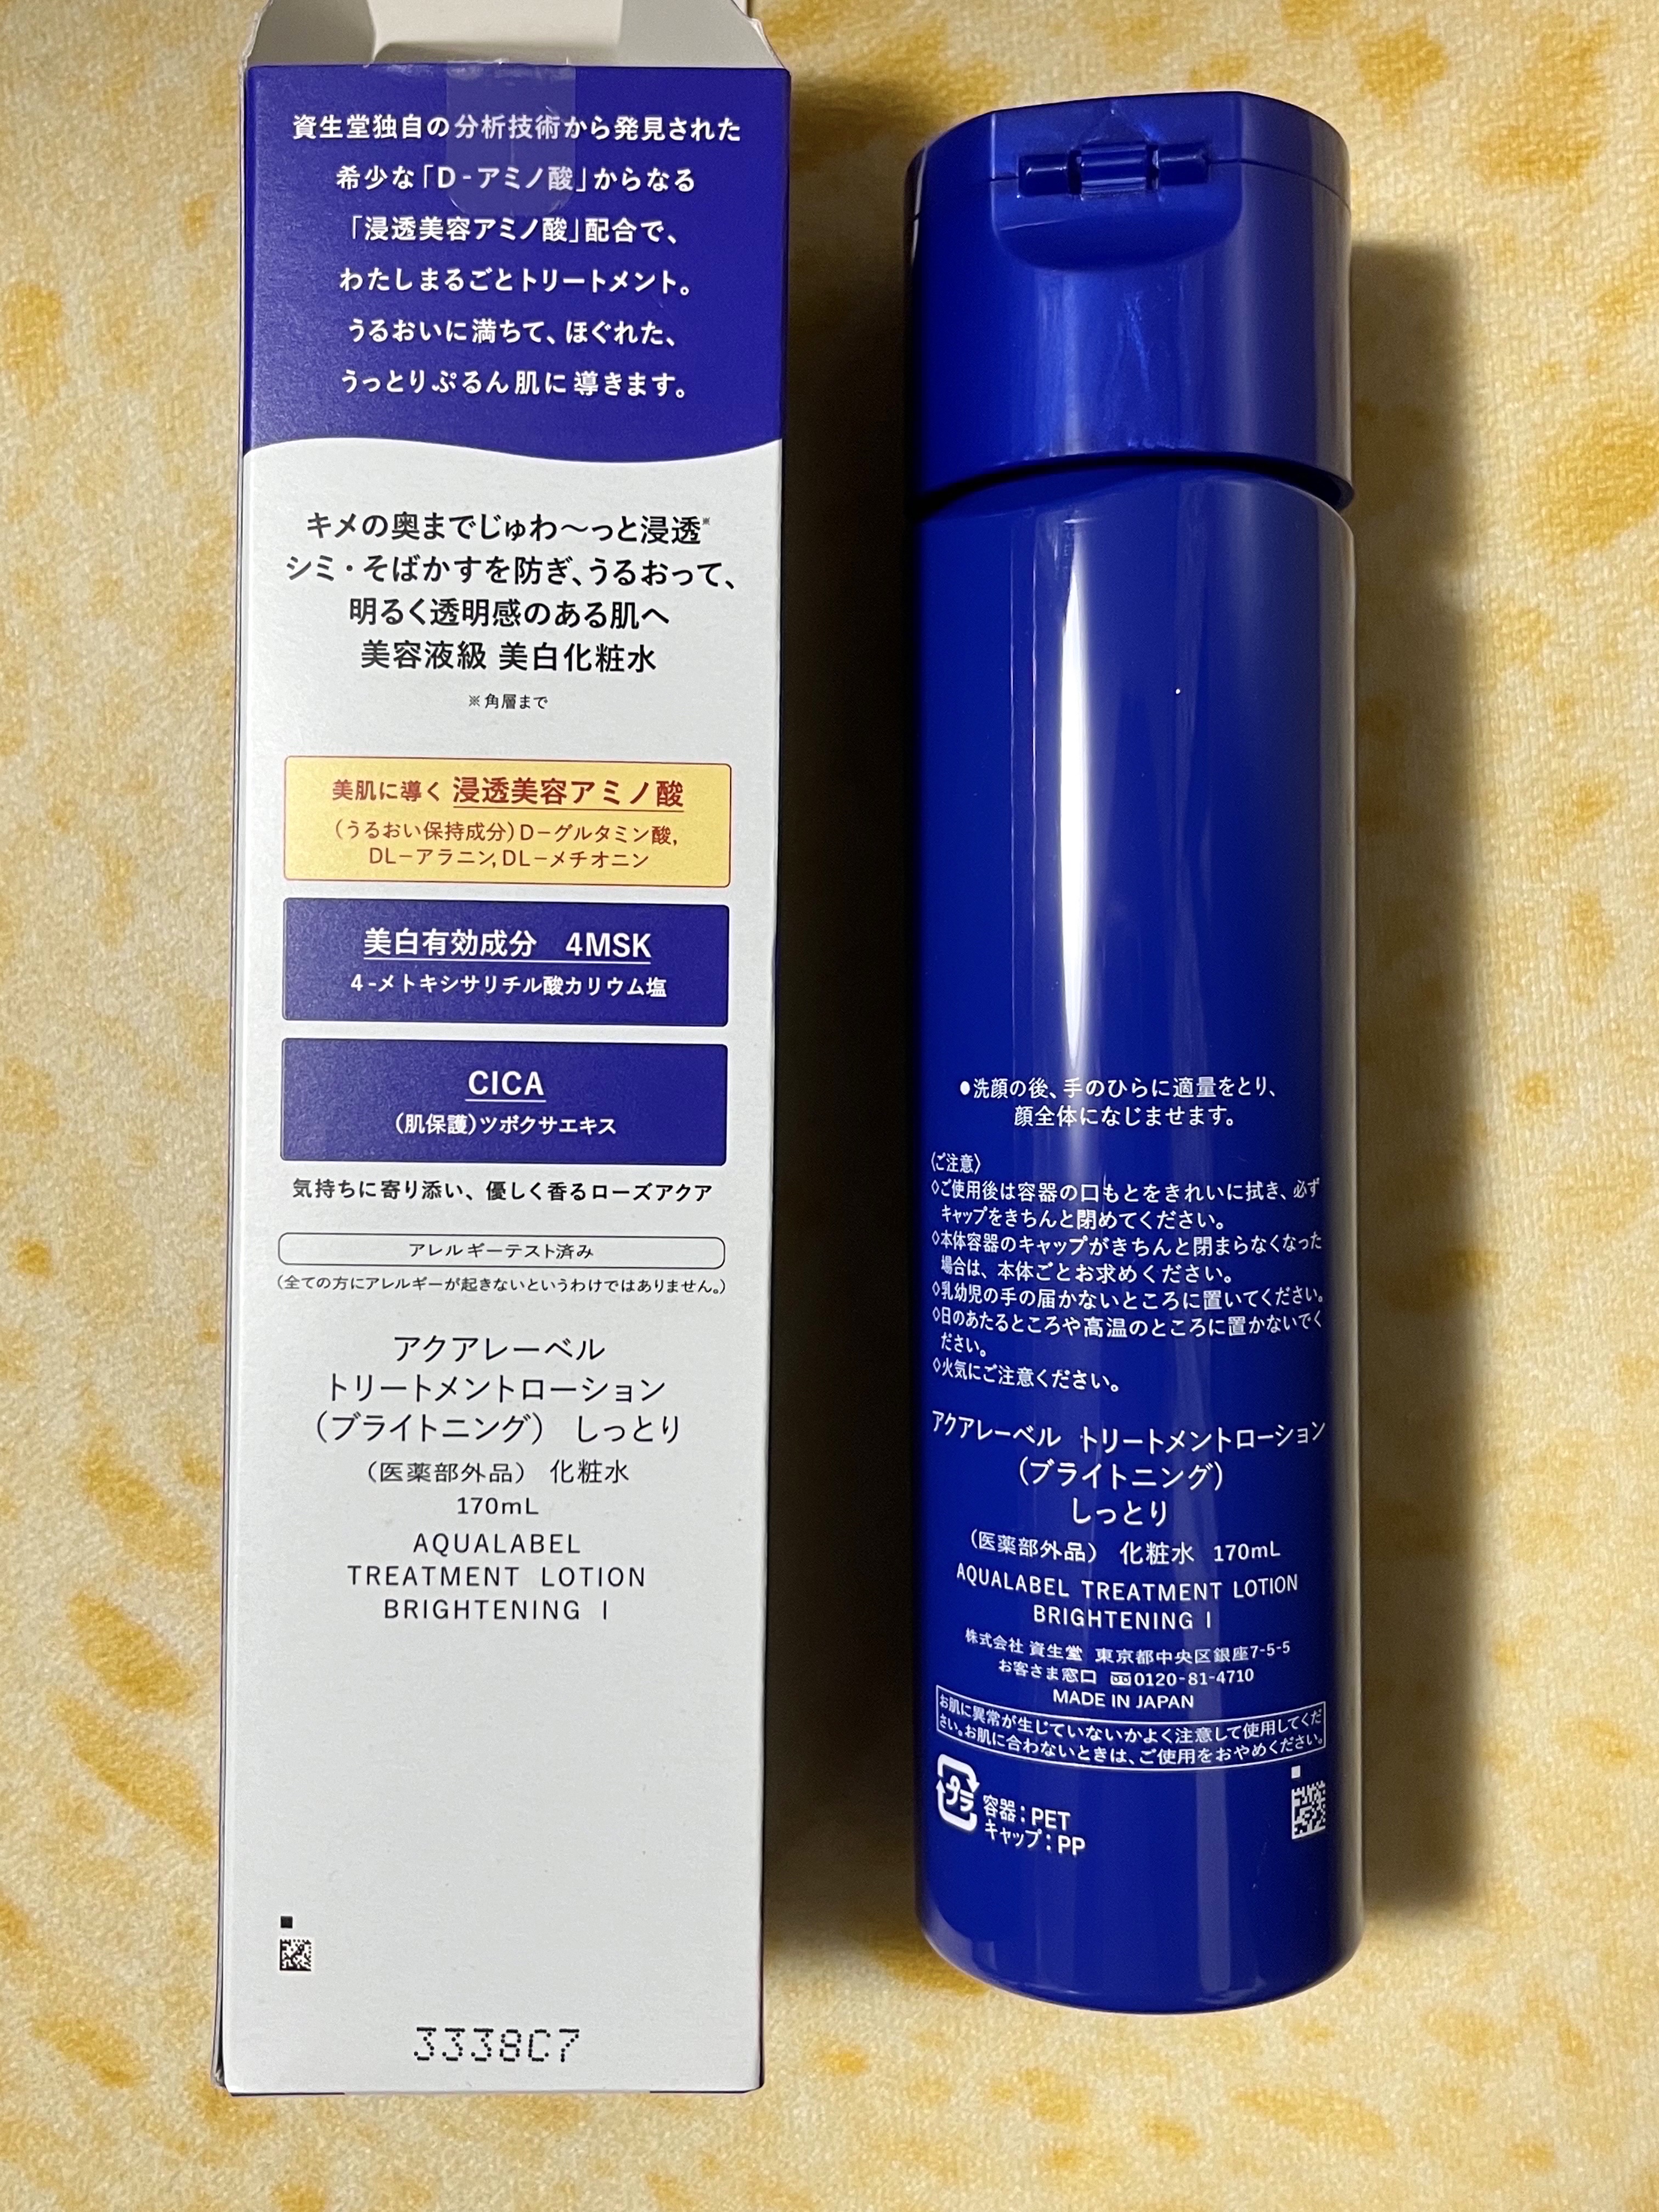 資生堂独自の分析技術から発見された
希少な「D-アミノ酸」からなる
「浸透美容アミノ酸」配合で、
わたしまるごとトリートメント。
うるおいに満ちて、ほぐれた、
うっとりぷるん肌に導きます。
キメの奥までじゅわ〜っと浸透※
シミ・そばかすを防ぎ、うるおって、
明るく透明感のある肌へ
美容液級 美白化粧水
※角層まで
美肌に導く 浸透美容アミノ酸
(うるおい保持成分)D-グルタミン酸,
DL-アラニン,DL-メチオニン
美白有効成分 4MSK
4-メトキシサリチル酸カリウム塩
CICA
(肌保護)ツボクサエキス
気持ちに寄り添い、優しく香るローズアクア
アレルギーテスト済み
(全ての方にアレルギーが起きないというわけではありません。)
アクアレーベル
トリートメントローション
(ブライトニング) しっとり
(医薬部外品) 化粧水
170mL
AQUALABEL
TREATMENT LOTION
BRIGHTENING I
3338C7
●洗顔の後、手のひらに適量をとり、
顔全体になじませます。
〈ご注意〉
◇ご使用後は容器の口もとをきれいに拭き、必ず
キャップをきちんと閉めてください。
◇本体容器のキャップがきちんと閉まらなくなった
場合は、本体ごとお求めください。
◇乳幼児の手の届かないところに置いてください。
◇日のあたるところや高温のところに置かないでく
ださい。
◇火気にご注意ください。
アクアレーベル トリートメントローション
(ブライトニング)
しっとり
(医薬部外品) 化粧水 170mL
AQUALABEL TREATMENT LOTION
BRIGHTENING I
株式会社 資生堂 東京都中央区銀座7-5-5
お客さま窓口 0120-81-4710
MADE IN JAPAN
お肌に異常が生じていないかよく注意して使用してくだ
さい。お肌に合わないときは、ご使用をおやめください。
プラ
容器:PET
キャップ:PP